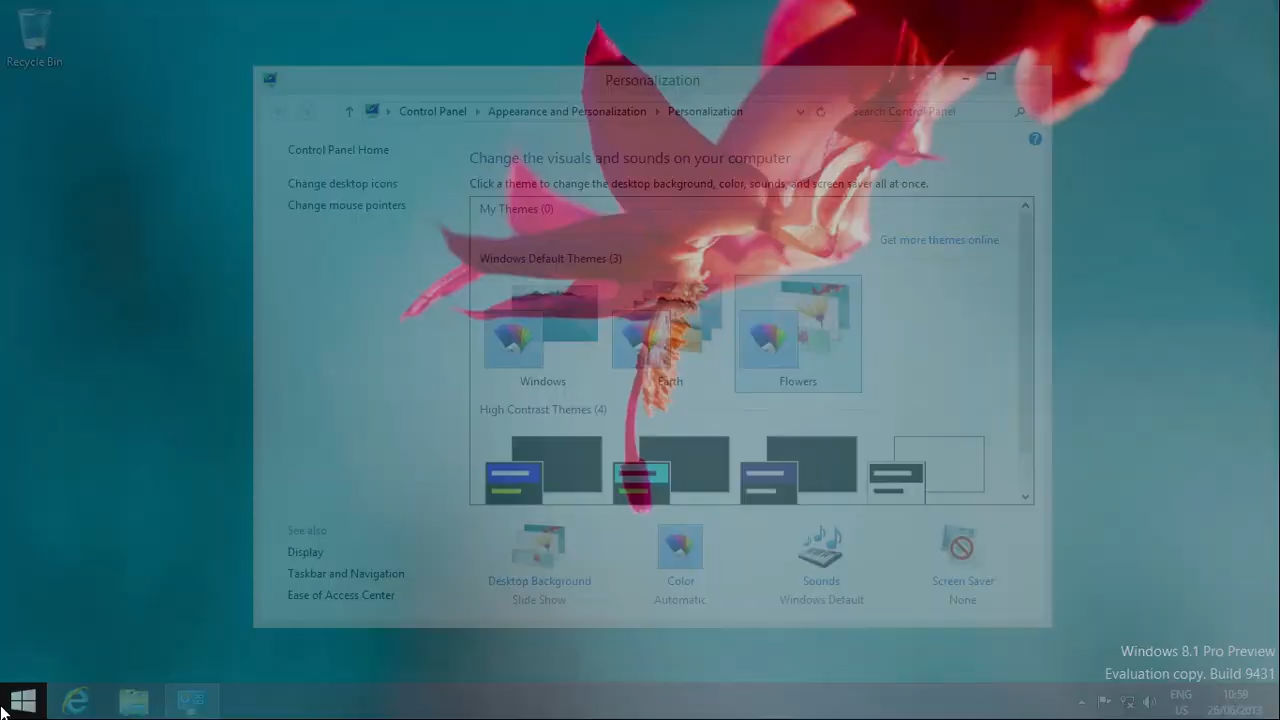 Recycle Bin
Personalization
Control Panel
Appearance and Personalization
Personalization
Search Control Panel
Control Panel Home
Change desktop icons
Change mouse pointers
Change the visuals and sounds on your computer
Click a theme to change the desktop background, color, sounds, and screen saver all at once.
My Themes (0)
Get more themes online
Windows Default Themes (3)
Windows
Earth
Flowers
High Contrast Themes (4)
See also
Display
Taskbar and Navigation
Ease of Access Center
Desktop Background
Slide Show
Color
Automatic
Sounds
Windows Default
Screen Saver
None
Windows 8.1 Pro Preview
Evaluation copy. Build 9431
ENG
US
10:59
26/06/2013